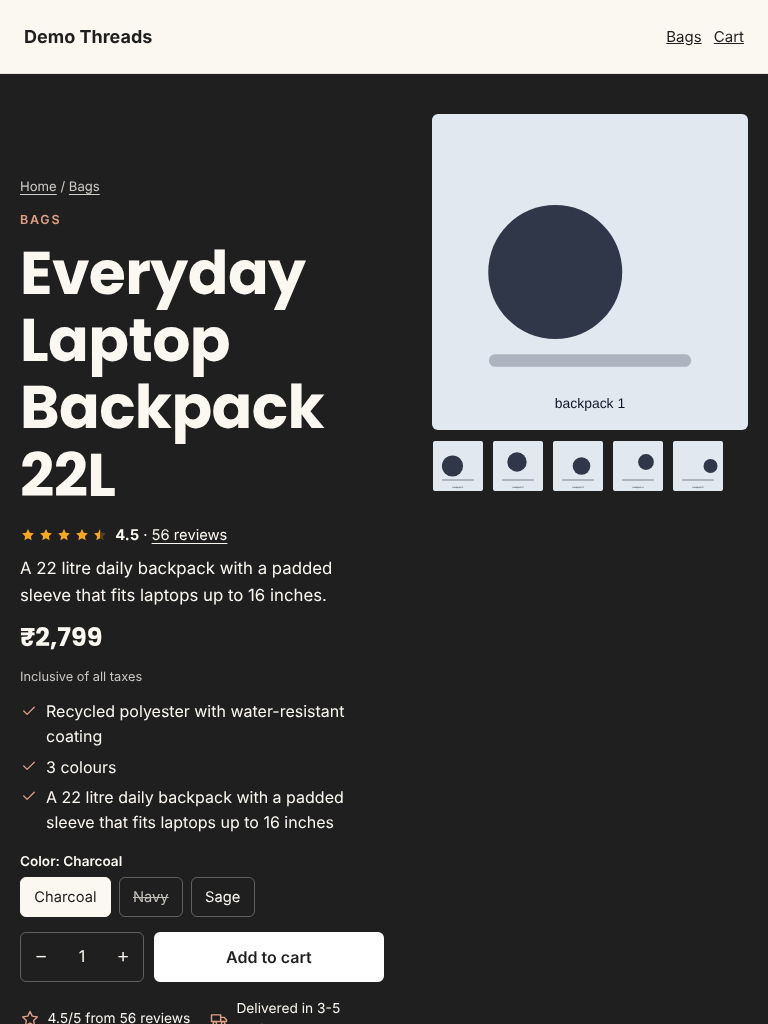 Demo Threads
Bags Cart
Home / Bags
BAGS
Everyday
Laptop
Backpack
22L
4.5 · 56 reviews
A 22 litre daily backpack with a padded
sleeve that fits laptops up to 16 inches.
₹2,799
Inclusive of all taxes
Recycled polyester with water-resistant
coating
3 colours
A 22 litre daily backpack with a padded
sleeve that fits laptops up to 16 inches
Color: Charcoal
Charcoal Navy Sage
− 1 + Add to cart
4.5/5 from 56 reviews
Delivered in 3-5
backpack 1